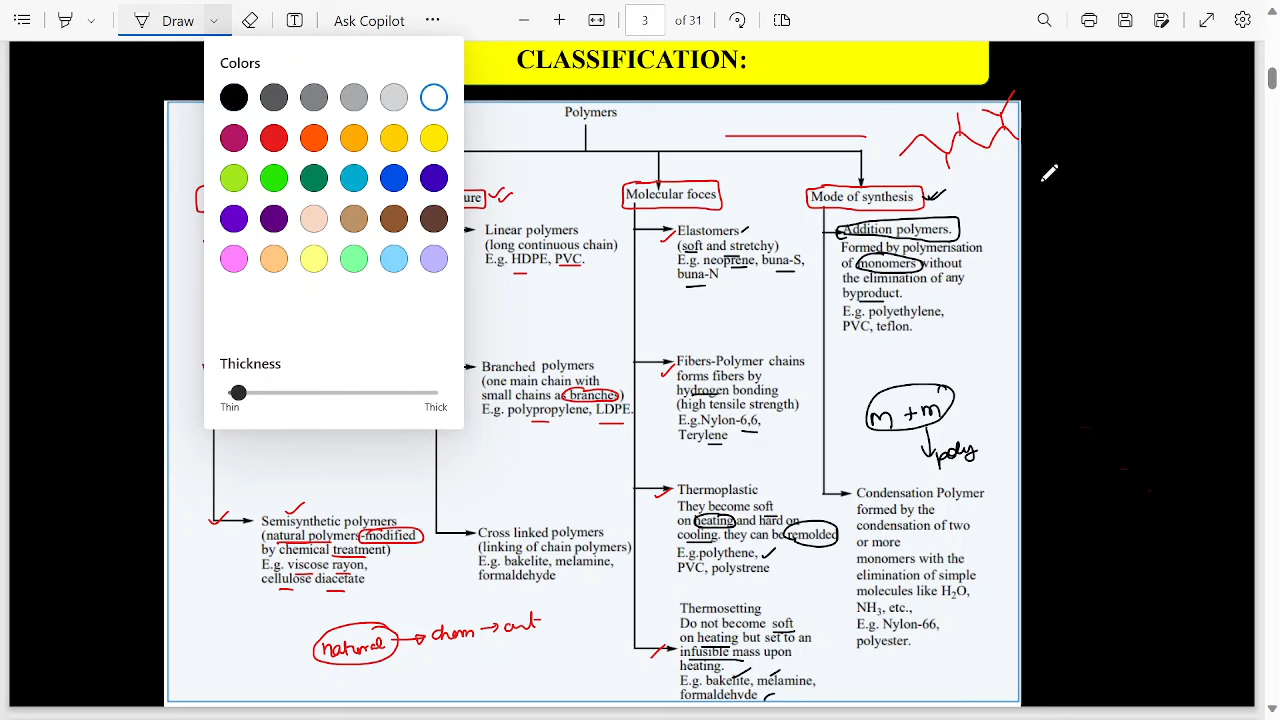 Draw
Ask Copilot
3
of 31
CLASSIFICATION:
Colors
Thickness
Thin
Thick
Polymers
ure
Linear polymers
(long continuous chain)
E.g. HDPE, PVC.
Branched polymers
(one main chain with
small chains as branches)
E.g. polypropylene, LDPE.
Semisynthetic polymers
(natural polymers-modified
by chemical treatment)
E.g. viscose rayon,
cellulose diacetate
Cross linked polymers
(linking of chain polymers)
E.g. bakelite, melamine,
formaldehyde
natural → chem →
Molecular foces
Elastomers
(soft and stretchy)
E.g. neoprene, buna-S,
buna-N
Fibers-Polymer chains
forms fibers by
hydrogen bonding
(high tensile strength)
E.g.Nylon-6,6,
Terylene
Thermoplastic
They become soft
on heating and hard on
cooling. they can be remolded
E.g.polythene,
PVC, polystrene
Thermosetting
Do not become soft
on heating but set to an
infusible mass upon
heating.
E.g. bakelite, melamine,
formaldehyde
Mode of synthesis
Addition polymers.
Formed by polymerisation
of monomers without
the elimination of any
byproduct.
E.g. polyethylene,
PVC, teflon.
m + m
poly
Condensation Polymer
formed by the
condensation of two
or more
monomers with the
elimination of simple
molecules like H₂O,
NH₃, etc.,
E.g. Nylon-66,
polyester.